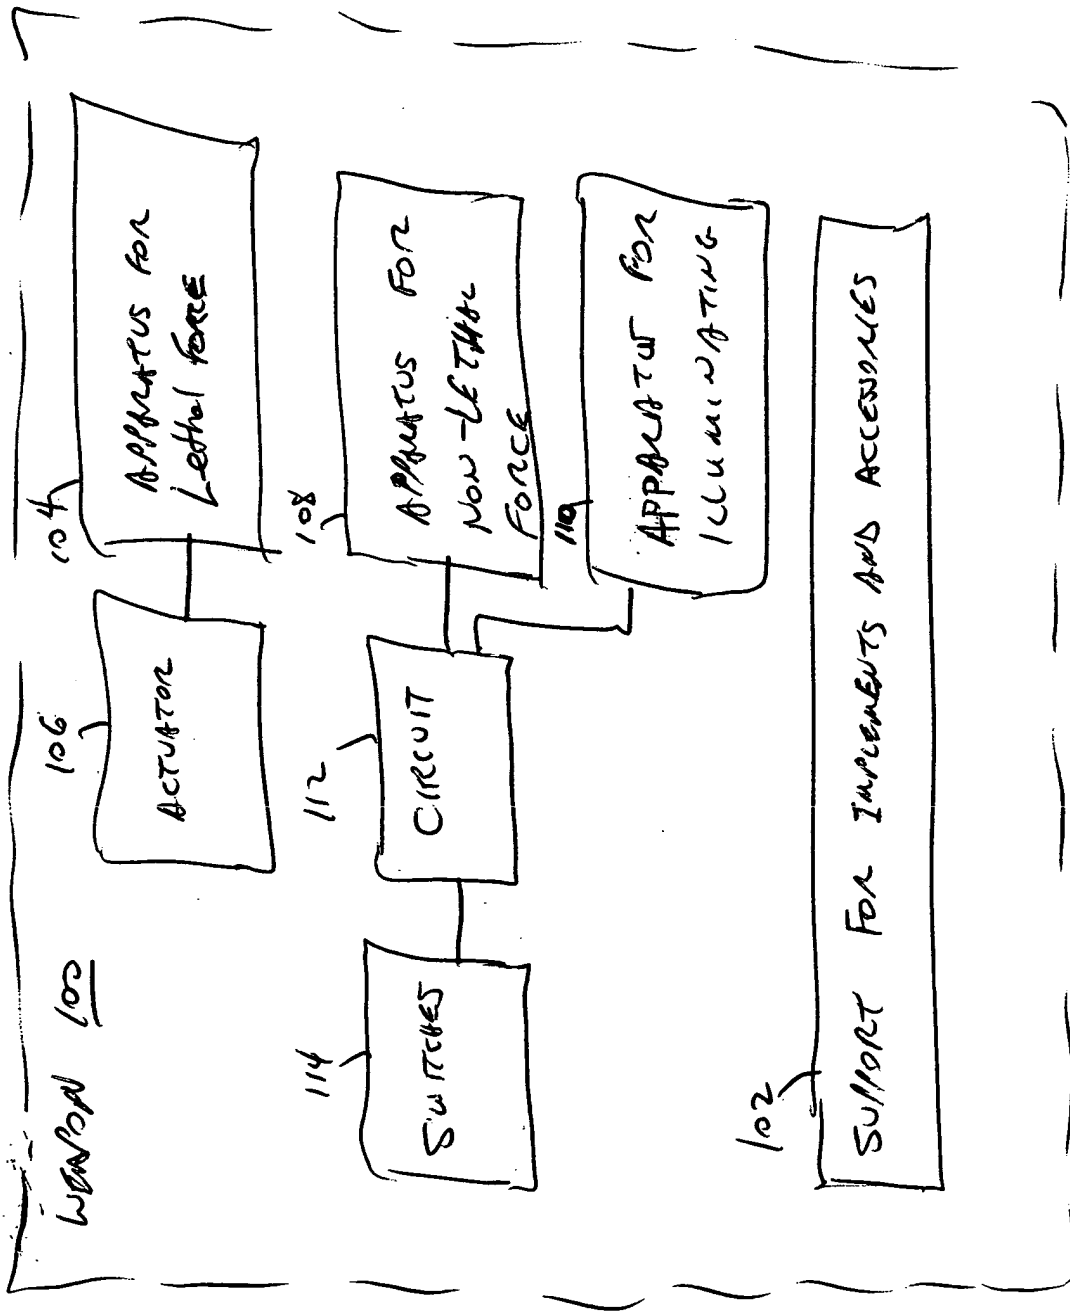 WEAPON 100
106
ACTUATOR
104
APPARATUS FOR
Lethal FORCE
114
SWITCHES
112
CIRCUIT
108
APPARATUS FOR
NON-LETHAL
FORCE
110
APPARATUS FOR
ILLUMINATING
102
SUPPORT FOR IMPLEMENTS AND ACCESSORIES